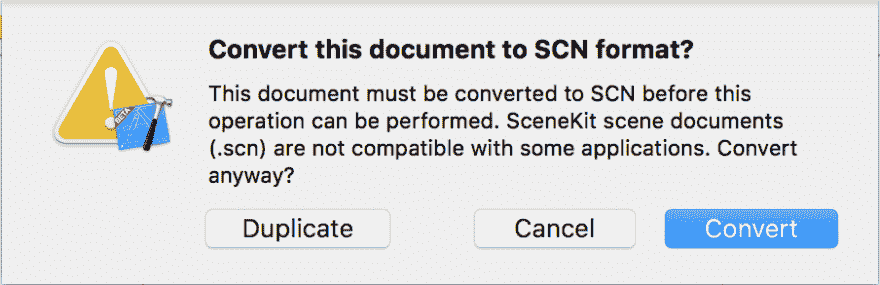 Convert this document to SCN format?
This document must be converted to SCN before this
operation can be performed. SceneKit scene documents
(.scn) are not compatible with some applications. Convert
anyway?
BETA
Duplicate Cancel Convert